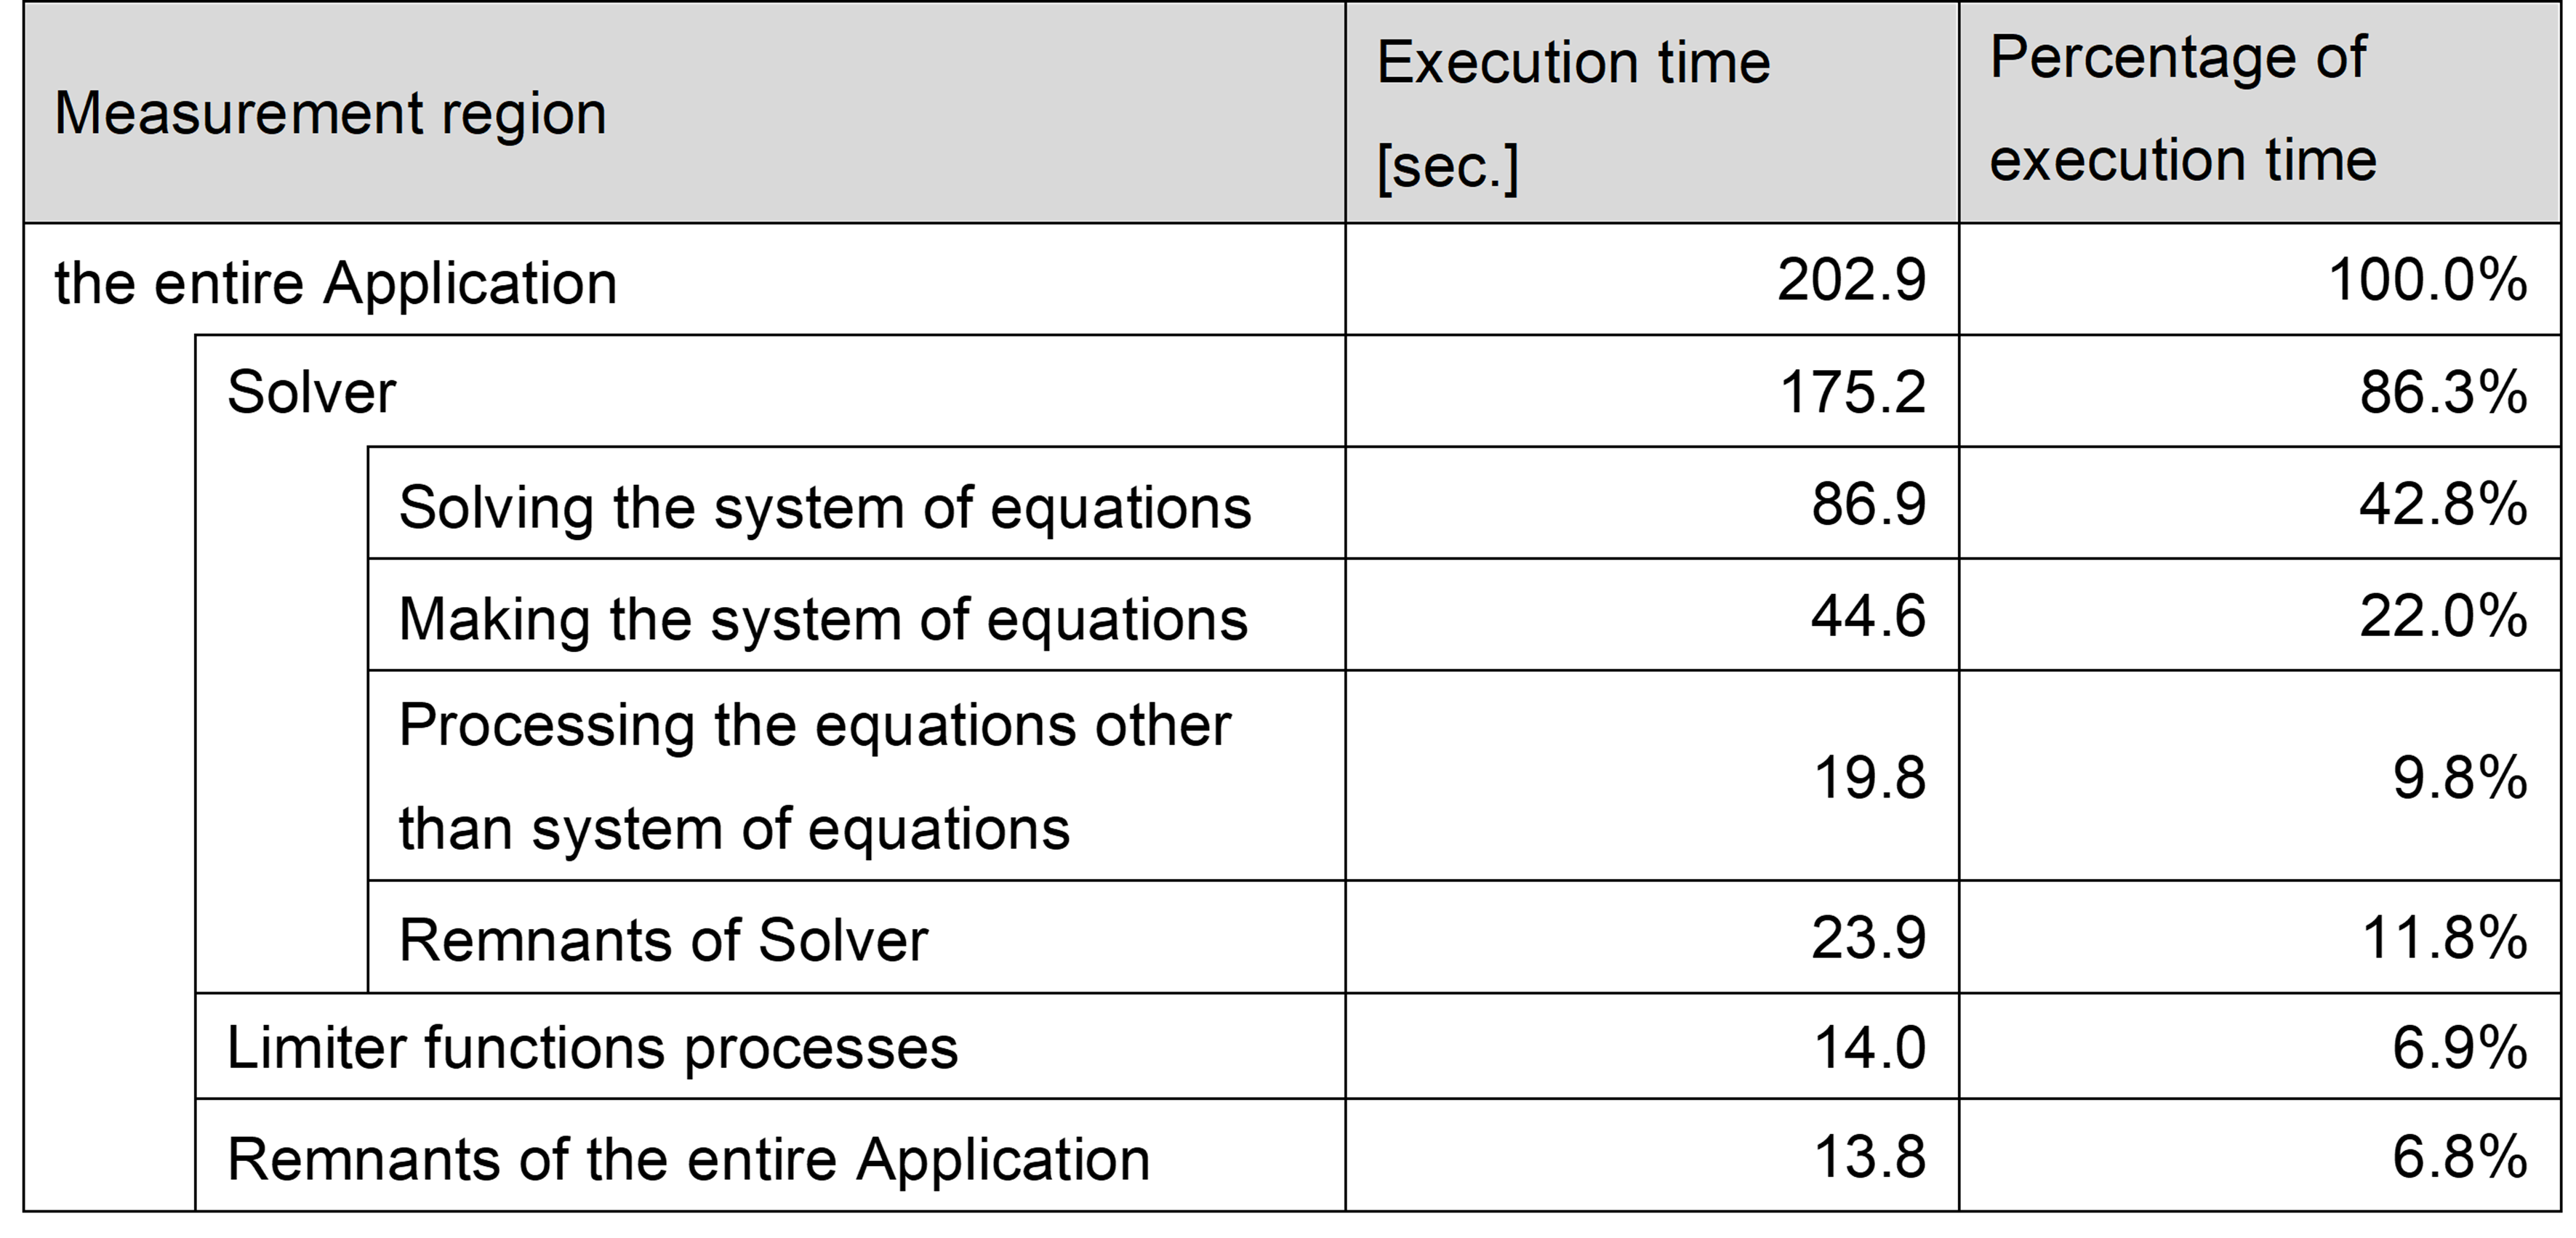 Measurement region
Execution time
[sec.]
Percentage of
execution time
the entire Application 202.9 100.0%
Solver 175.2 86.3%
Solving the system of equations 86.9 42.8%
Making the system of equations 44.6 22.0%
Processing the equations other
than system of equations
19.8 9.8%
Remnants of Solver 23.9 11.8%
Limiter functions processes 14.0 6.9%
Remnants of the entire Application 13.8 6.8%